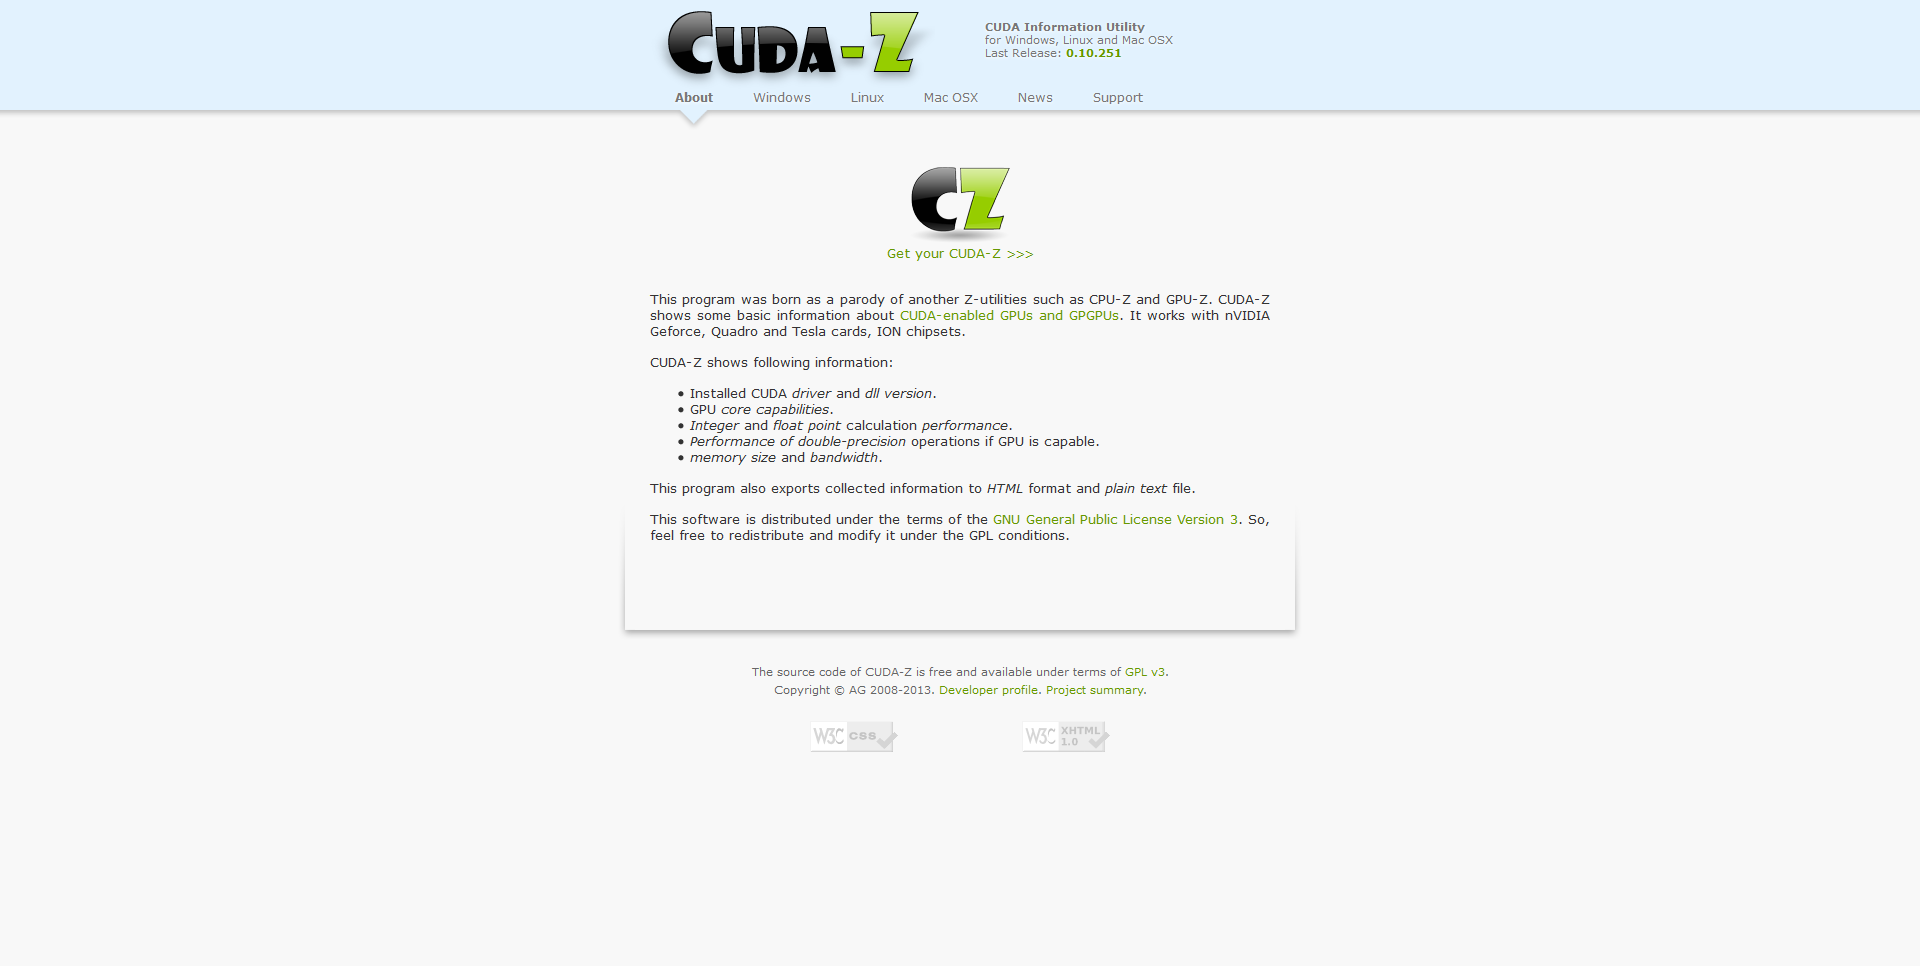 CUDA-Z
CUDA Information Utility
for Windows, Linux and Mac OSX
Last Release: 0.10.251
About Windows Linux Mac OSX News Support
CZ
Get your CUDA-Z >>>
This program was born as a parody of another Z-utilities such as CPU-Z and GPU-Z. CUDA-Z
shows some basic information about CUDA-enabled GPUs and GPGPUs. It works with nVIDIA
Geforce, Quadro and Tesla cards, ION chipsets.
CUDA-Z shows following information:
• Installed CUDA driver and dll version.
• GPU core capabilities.
• Integer and float point calculation performance.
• Performance of double-precision operations if GPU is capable.
• memory size and bandwidth.
This program also exports collected information to HTML format and plain text file.
This software is distributed under the terms of the GNU General Public License Version 3. So,
feel free to redistribute and modify it under the GPL conditions.
The source code of CUDA-Z is free and available under terms of GPL v3.
Copyright © AG 2008-2013. Developer profile. Project summary.
W3C CSS
W3C XHTML 1.0